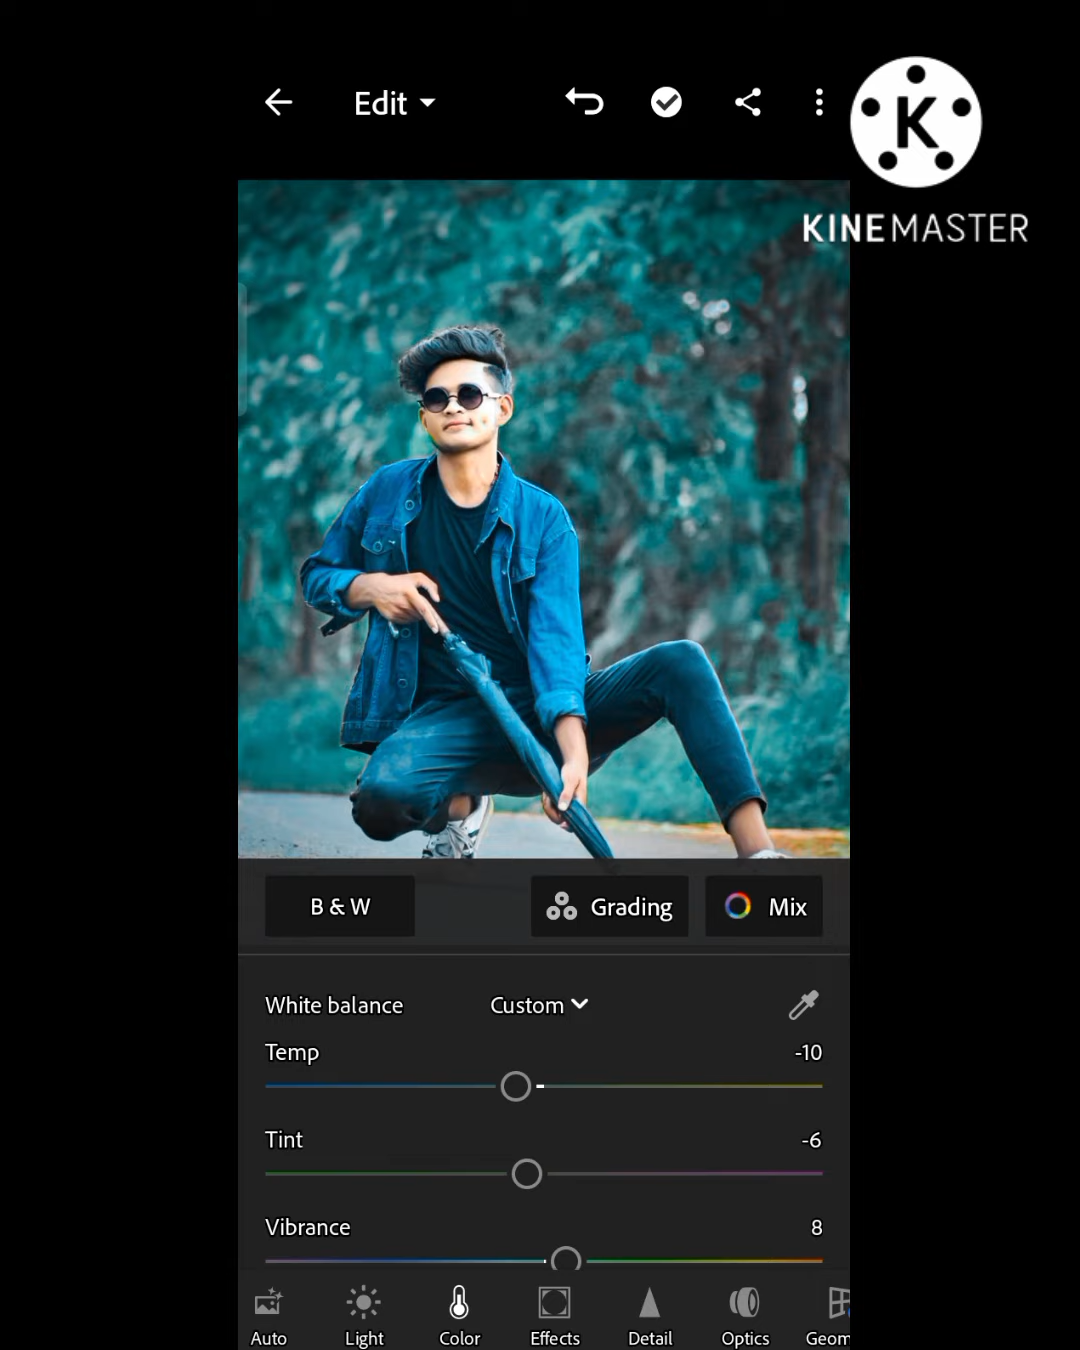 Edit
K
KINEMASTER
B & W
Grading
Mix
White balance
Custom
Temp
-10
Tint
-6
Vibrance
8
Auto
Light
Color
Effects
Detail
Optics
Geom